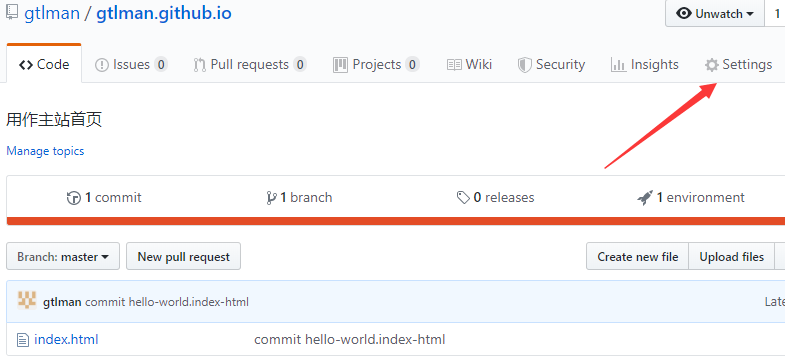 gtlman / gtlman.github.io Unwatch 1
Code Issues 0 Pull requests 0 Projects 0 Wiki Security Insights Settings
用作主站首页
Manage topics
1 commit 1 branch 0 releases 1 environment
Branch: master New pull request Create new file Upload files
gtlman commit hello-world.index-html Late
index.html commit hello-world.index-html